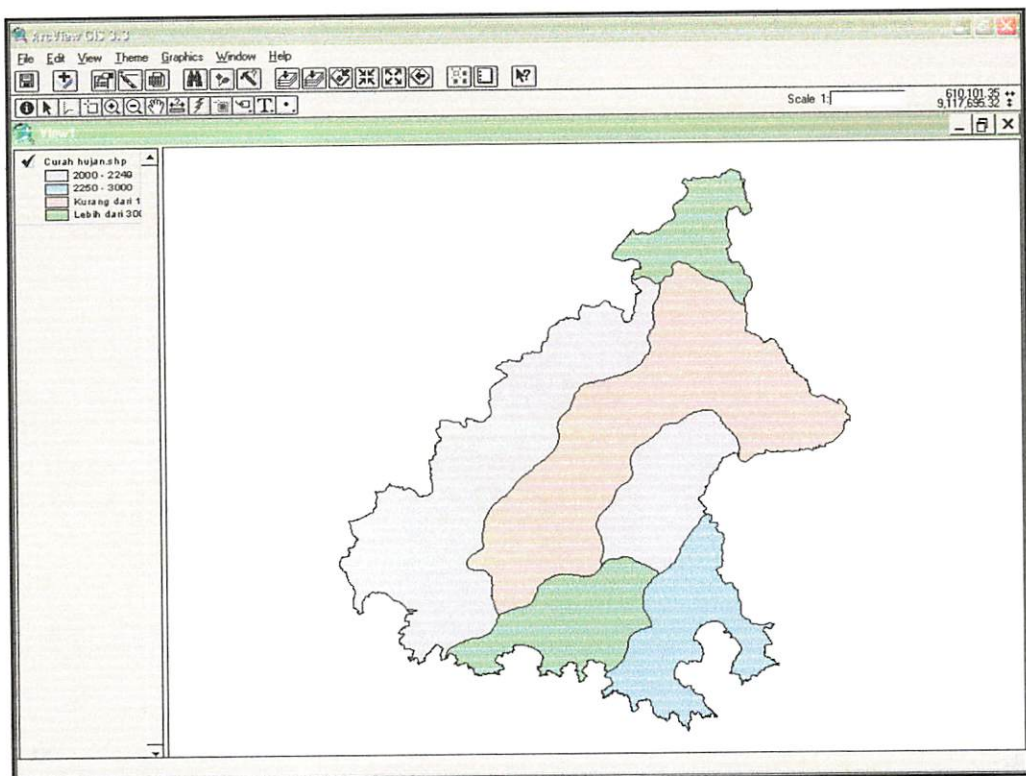 ArcView GIS 3.3
File Edit View Theme Graphics Window Help
Scale 1:
610,101.35
9,117,695.32
View1
Curah hujan.shp
2000 - 2249
2250 - 3000
Kurang dari 1
Lebih dari 300